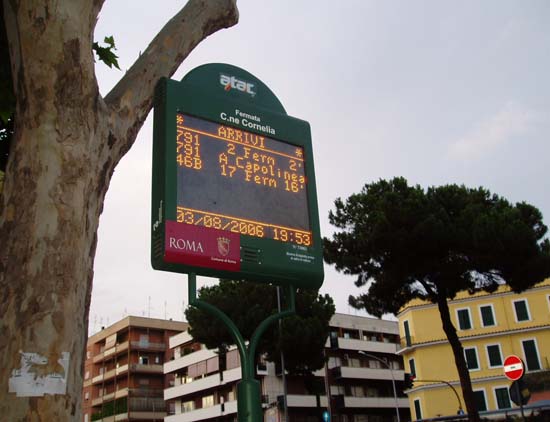 atac
Fermata
C.ne Cornelia
* ARRIVI *
791 2 Ferm 2'
791 A Capolinea
46B 17 Ferm 16'
03/08/2006 19:53
ROMA
Comune di Roma